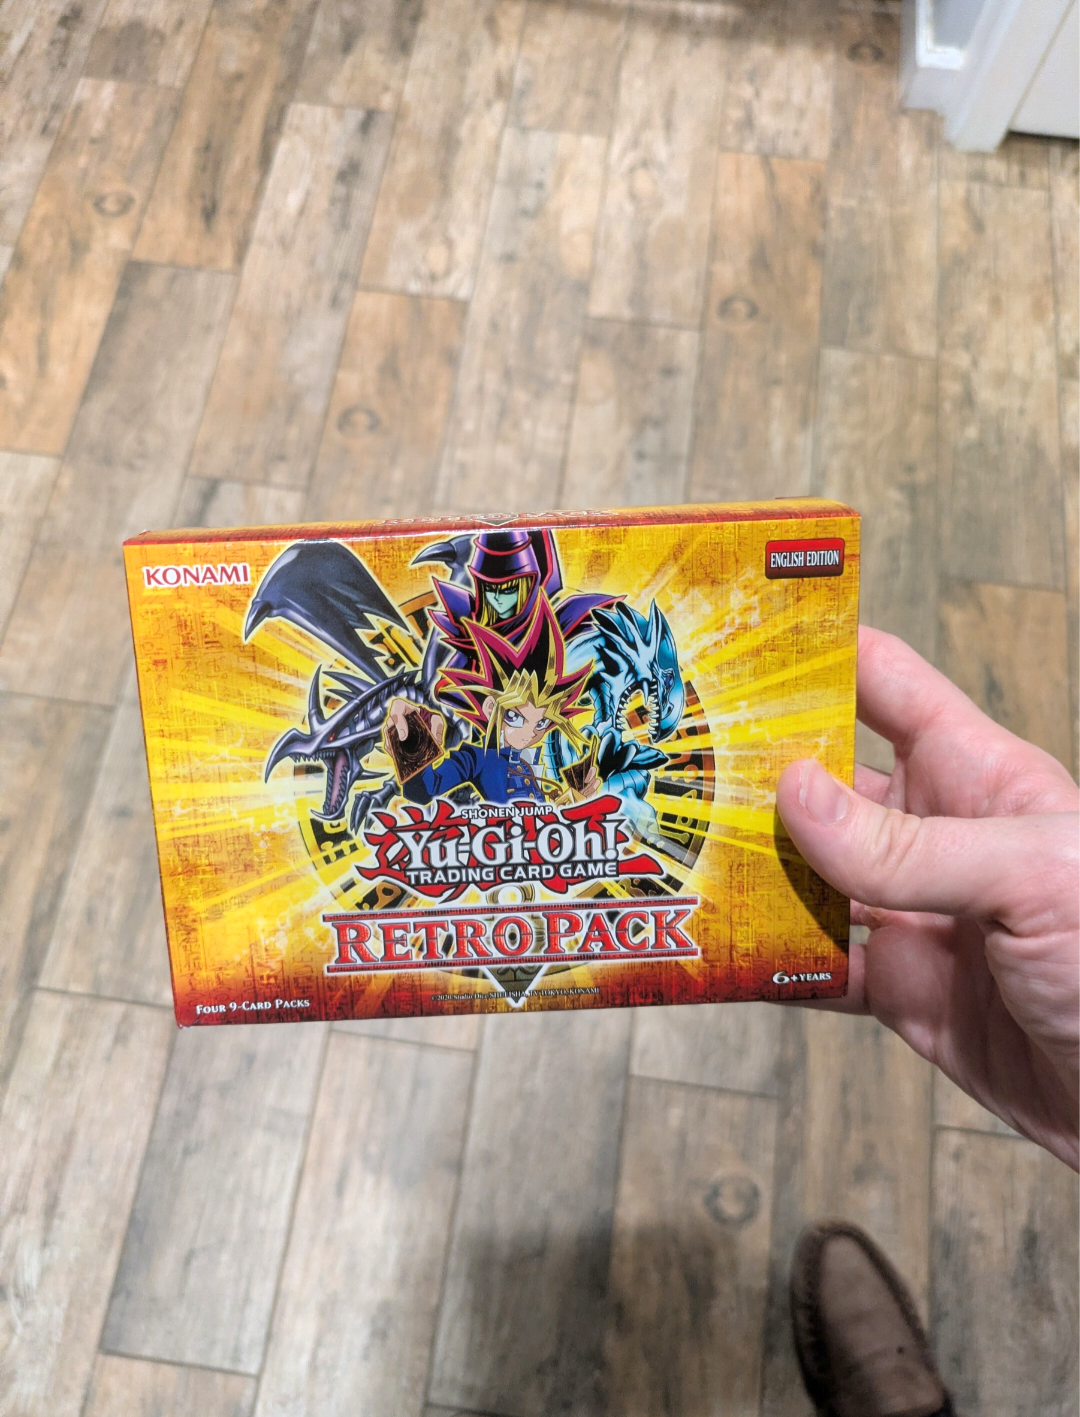 KONAMI
ENGLISH EDITION
SHONEN JUMP
Yu-Gi-Oh!
TRADING CARD GAME
RETRO PACK
FOUR 9-CARD PACKS
6+ YEARS